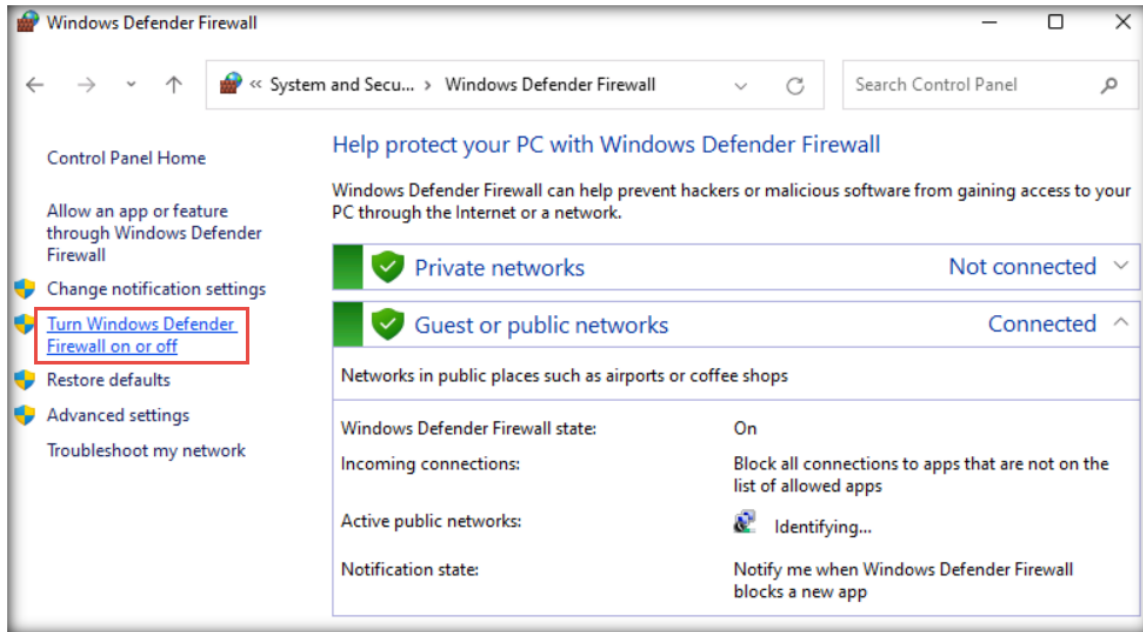 Windows Defender Firewall
« System and Secu... › Windows Defender Firewall
Search Control Panel
Control Panel Home
Allow an app or feature
through Windows Defender
Firewall
Change notification settings
Turn Windows Defender
Firewall on or off
Restore defaults
Advanced settings
Troubleshoot my network
Help protect your PC with Windows Defender Firewall
Windows Defender Firewall can help prevent hackers or malicious software from gaining access to your
PC through the Internet or a network.
Private networks Not connected
Guest or public networks Connected
Networks in public places such as airports or coffee shops
Windows Defender Firewall state: On
Incoming connections: Block all connections to apps that are not on the
list of allowed apps
Active public networks: Identifying...
Notification state: Notify me when Windows Defender Firewall
blocks a new app